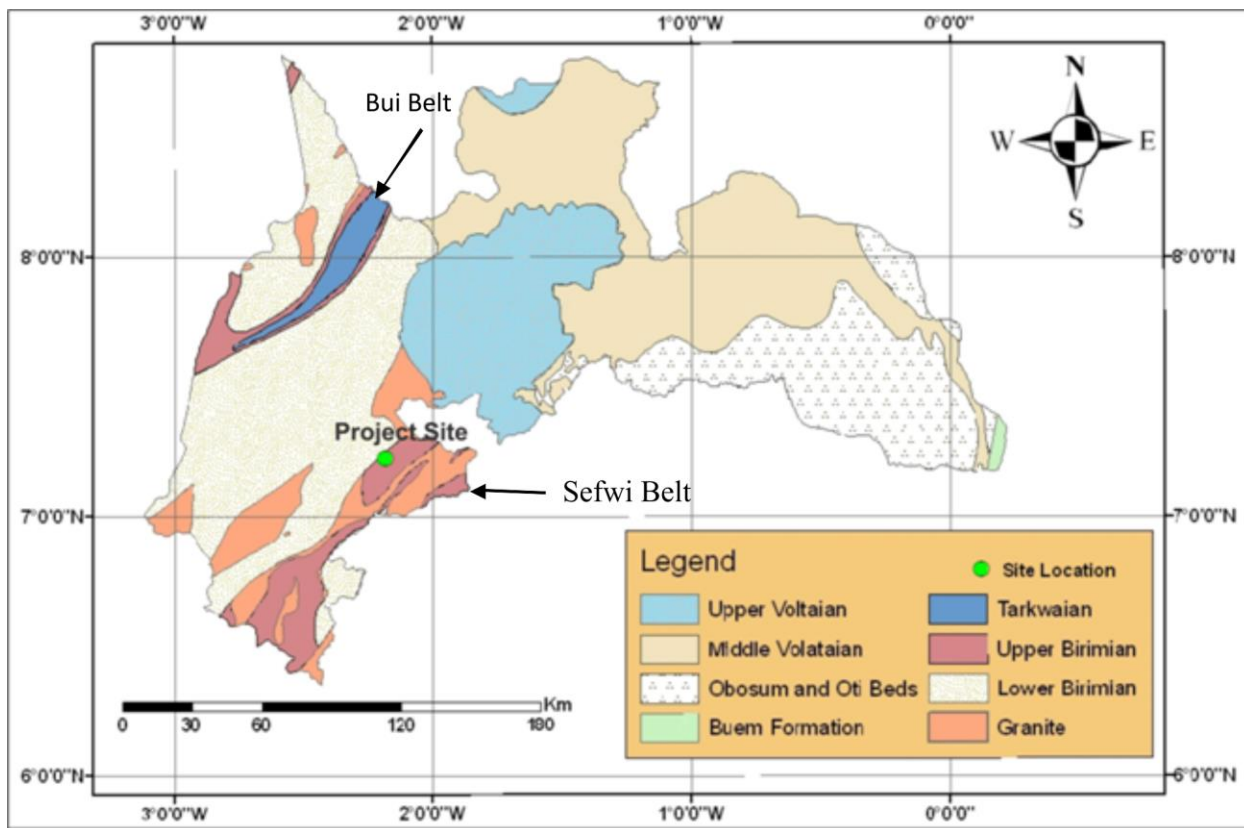 3°0'0"W 2°0'0"W 1°0'0"W 0°0'0"
Bui Belt
N
W E
S
8°0'0"N 8°0'0"N
Project Site
Sefwi Belt
7°0'0"N 7°0'0"N
Legend
Site Location
Upper Voltaian Tarkwaian
Middle Volataian Upper Birimian
Obosum and Oti Beds Lower Birimian
Buem Formation Granite
Km
0 30 60 120 180
6°0'0"N 6°0'0"N
3°0'0"W 2°0'0"W 1°0'0"W 0°0'0"